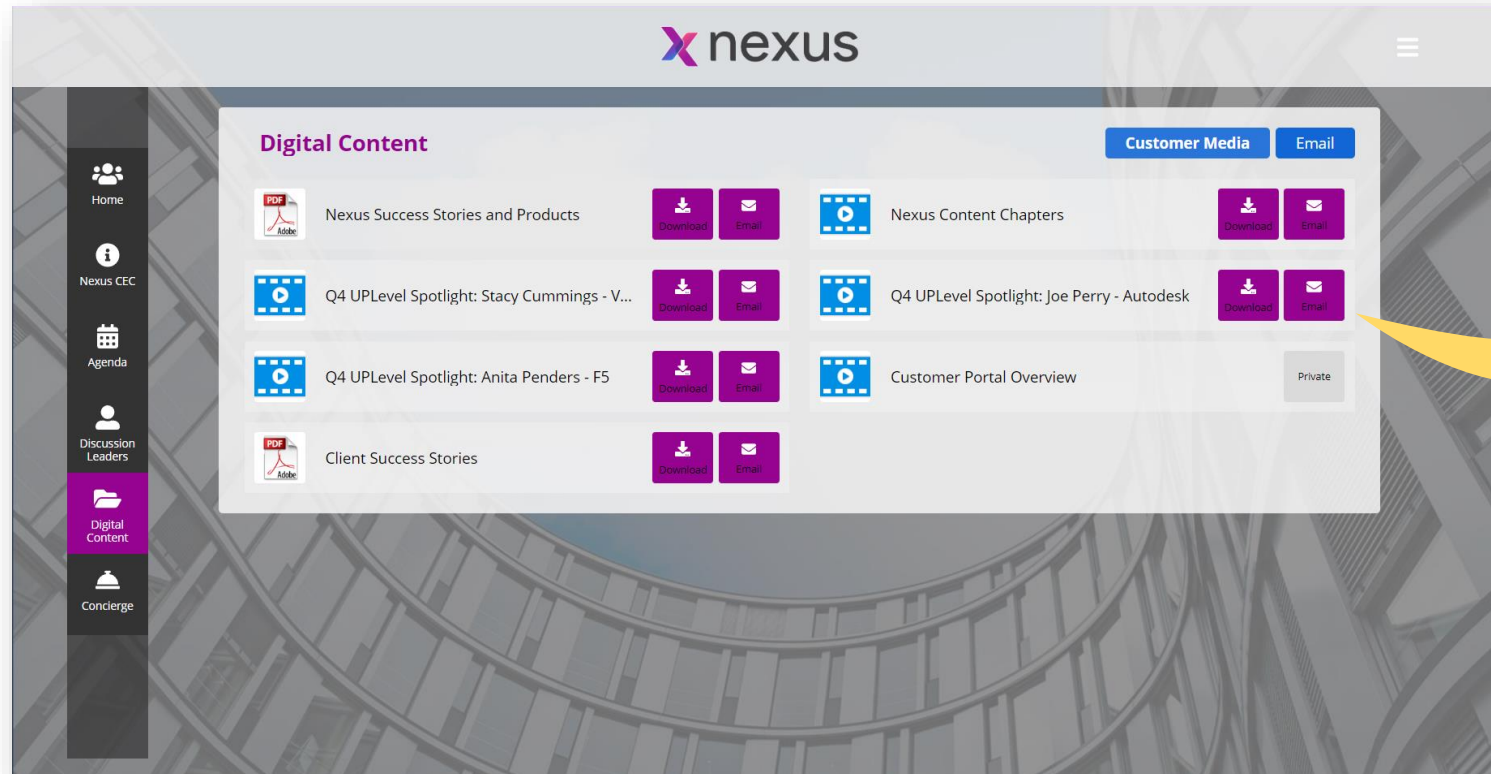 nexus
Home
Nexus CEC
Agenda
Discussion
Leaders
Digital
Content
Concierge
Digital Content
Customer Media
Email
PDF
Adobe
Nexus Success Stories and Products
Download
Email
Nexus Content Chapters
Download
Email
Q4 UPLevel Spotlight: Stacy Cummings - V...
Download
Email
Q4 UPLevel Spotlight: Joe Perry - Autodesk
Download
Email
Q4 UPLevel Spotlight: Anita Penders - F5
Download
Email
Customer Portal Overview
Private
PDF
Adobe
Client Success Stories
Download
Email